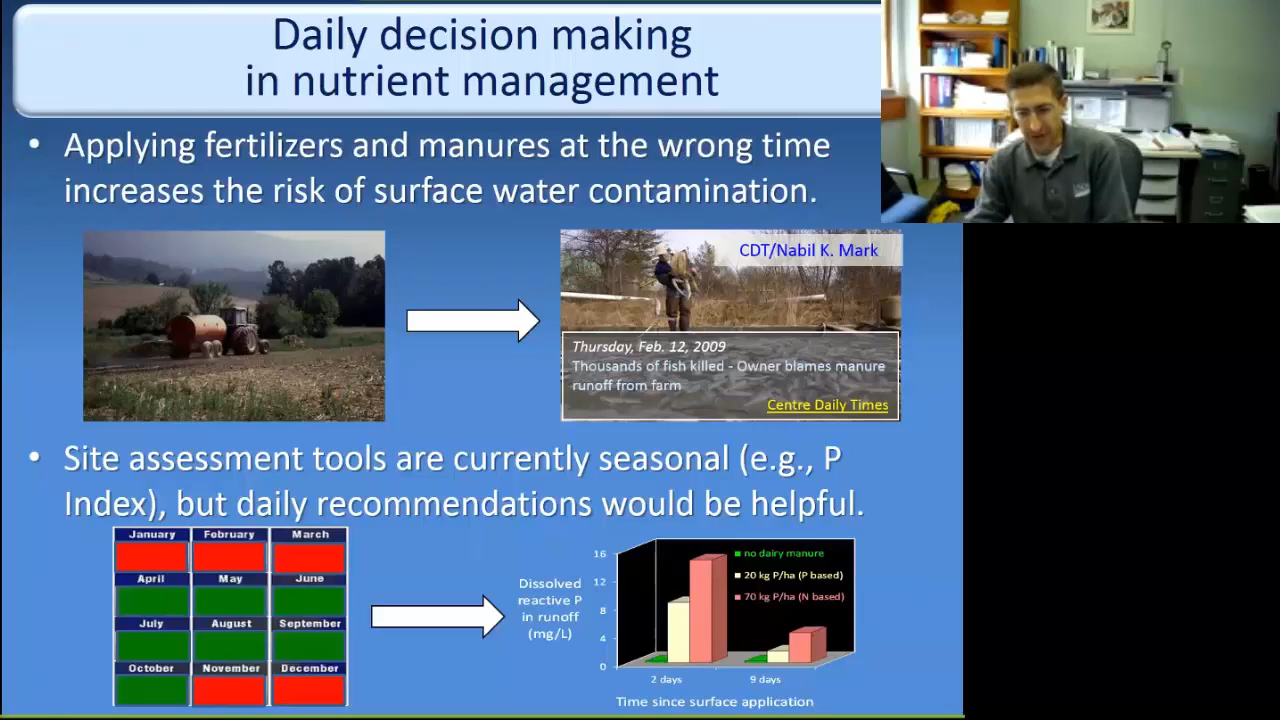 Daily decision making
in nutrient management
• Applying fertilizers and manures at the wrong time
increases the risk of surface water contamination.
CDT/Nabil K. Mark
Thursday, Feb. 12, 2009
Thousands of fish killed - Owner blames manure
runoff from farm
Centre Daily Times
• Site assessment tools are currently seasonal (e.g., P
Index), but daily recommendations would be helpful.
January February March
April May June
July August September
October November December
Dissolved
reactive P
in runoff
(mg/L)
16
12
8
4
0
no dairy manure
20 kg P/ha (P based)
70 kg P/ha (N based)
2 days 9 days
Time since surface application